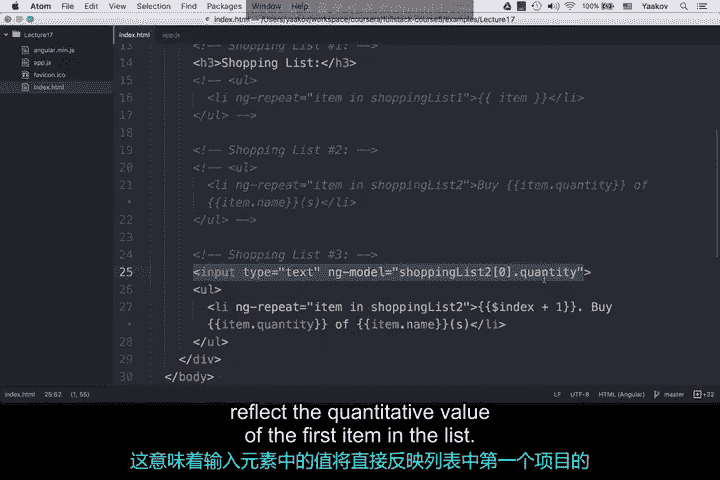 Atom File Edit View Selection Find Packages Window Help 100% Yaakov
index.html — /Users/yaakov/workspace/coursera/fullstack-course5/examples/Lecture17
Lecture17
angular.min.js
app.js
favicon.ico
index.html
index.html app.js
13 <!-- Shopping List #1: -->
14 <h3>Shopping List:</h3>
15 <!-- <ul>
16 <li ng-repeat="item in shoppingList1">{{ item }}</li>
17 </ul> -->
18
19 <!-- Shopping List #2: -->
20 <!-- <ul>
21 <li ng-repeat="item in shoppingList2">Buy {{item.quantity}} of
• {{item.name}}(s)</li>
22 </ul> -->
23
24 <!-- Shopping List #3: -->
25 <input type="text" ng-model="shoppingList2[0].quantity">
26 <ul>
27 <li ng-repeat="item in shoppingList2">{{$index + 1}}. Buy
• {{item.quantity}} of {{item.name}}(s)</li>
28 </ul>
29 </div>
30 </body>
index.html 25:62 (1, 55) LF UTF-8 HTML (Angular) master +32
reflect the quantitative value
of the first item in the list.
这意味着输入元素中的值将直接反映列表中第一个项目的